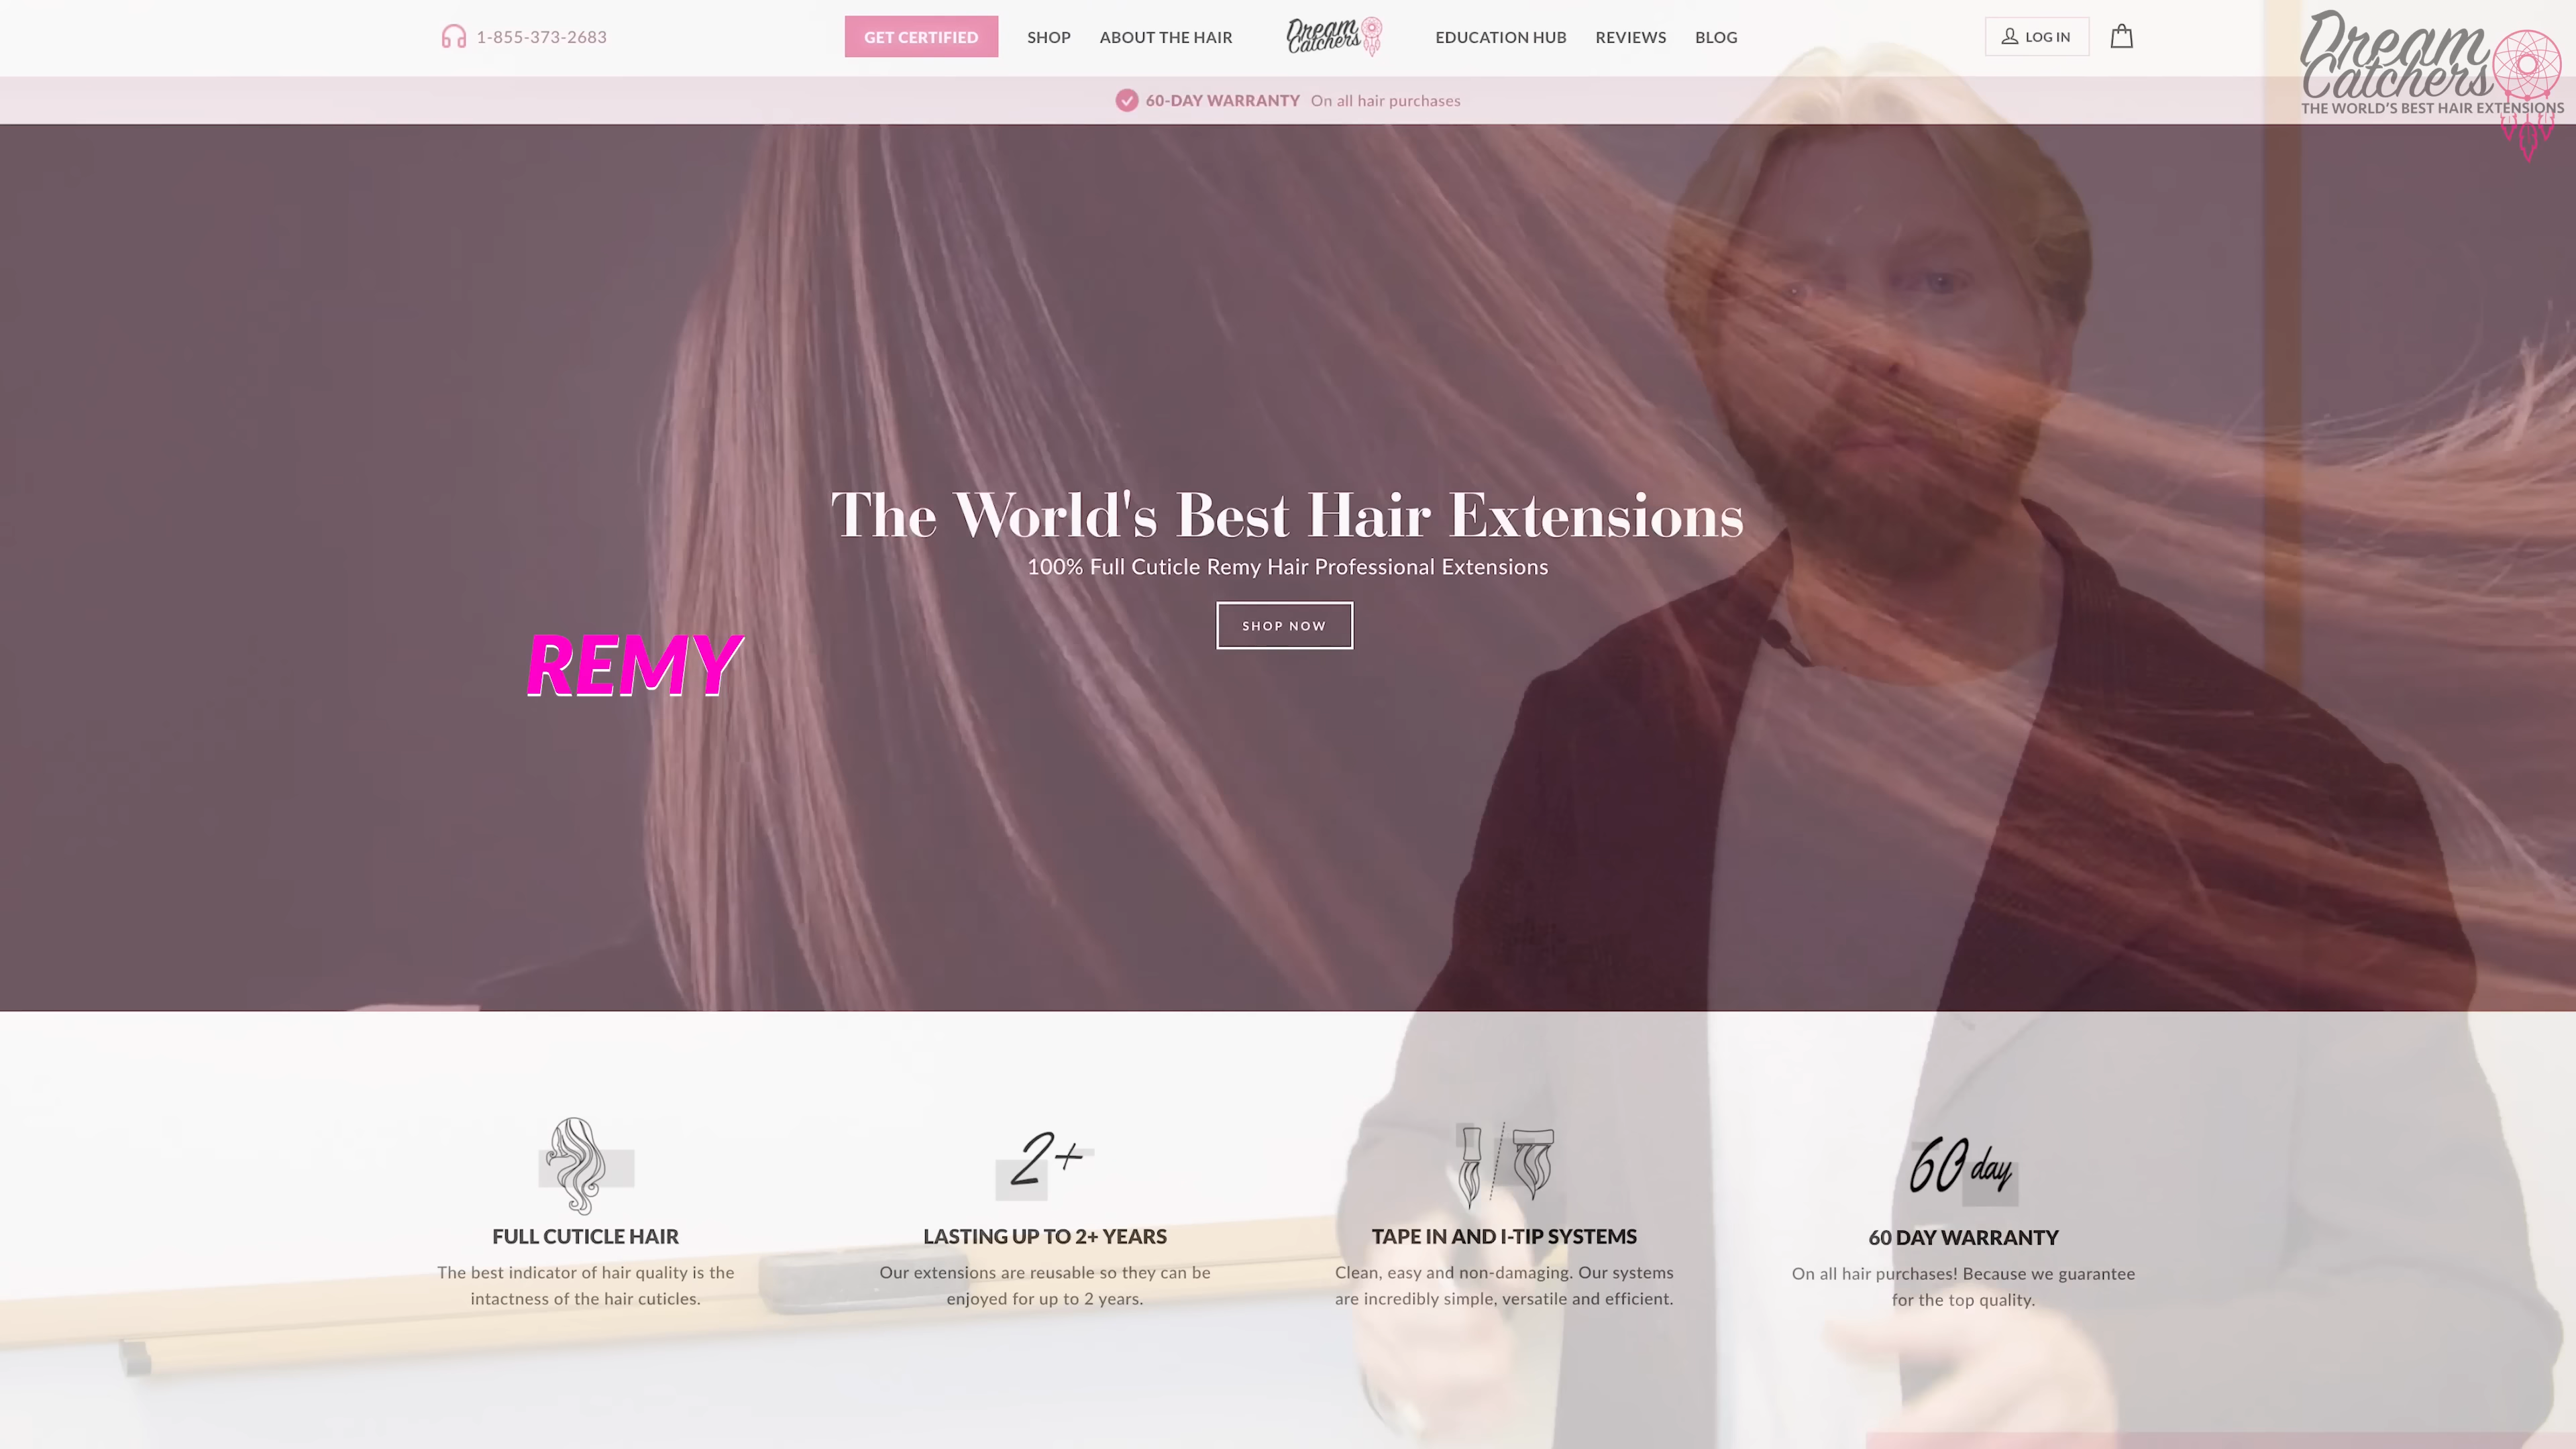 1-855-373-2683
GET CERTIFIED
SHOP
ABOUT THE HAIR
Dream
Catchers
EDUCATION HUB
REVIEWS
BLOG
LOG IN
Dream
Catchers
THE WORLD'S BEST HAIR EXTENSIONS
60-DAY WARRANTY On all hair purchases
The World's Best Hair Extensions
100% Full Cuticle Remy Hair Professional Extensions
SHOP NOW
REMY
FULL CUTICLE HAIR
The best indicator of hair quality is the
intactness of the hair cuticles.
2+
LASTING UP TO 2+ YEARS
Our extensions are reusable so they can be
enjoyed for up to 2 years.
TAPE IN AND I-TIP SYSTEMS
Clean, easy and non-damaging. Our systems
are incredibly simple, versatile and efficient.
60 day
60 DAY WARRANTY
On all hair purchases! Because we guarantee
for the top quality.